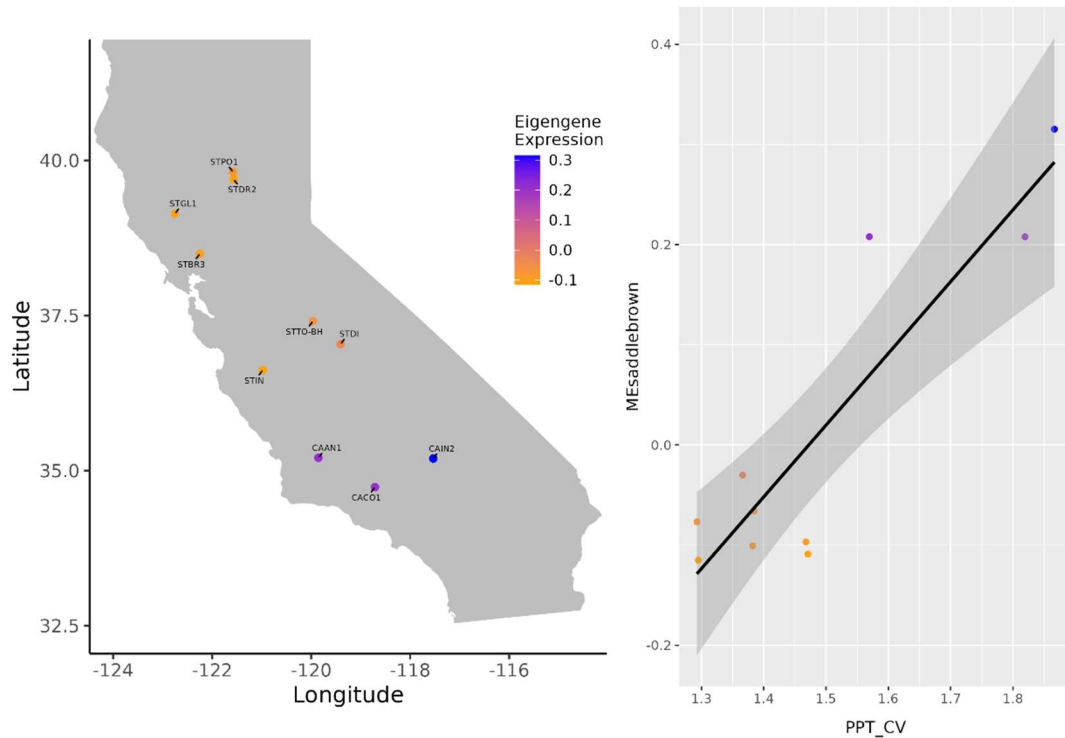 Latitude
40.0
37.5
35.0
32.5
-124
-122
-120
-118
-116
Longitude
STPO1
STDR2
STGL1
STBR3
STTO-BH
STDI
STIN
CAAN1
CAIN2
CACO1
Eigengene
Expression
0.3
0.2
0.1
0.0
-0.1
MEsaddlebrown
0.4
0.2
0.0
-0.2
1.3
1.4
1.5
1.6
1.7
1.8
PPT_CV